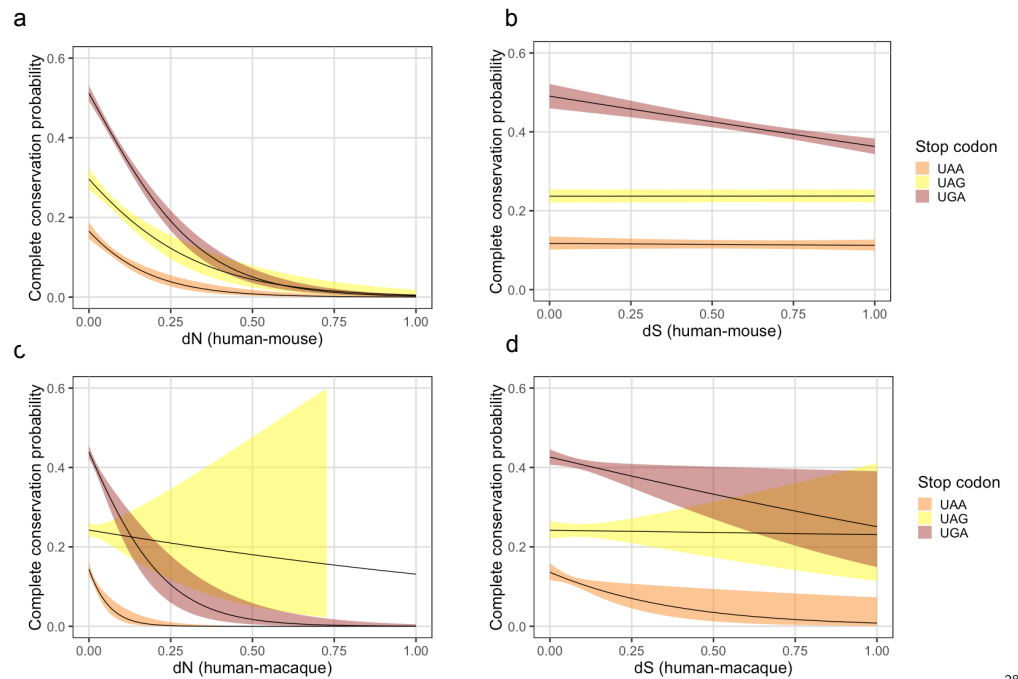 a
Complete conservation probability
0.6
0.4
0.2
0.0
0.00 0.25 0.50 0.75 1.00
dN (human-mouse)
b
Complete conservation probability
0.6
0.4
0.2
0.0
0.00 0.25 0.50 0.75 1.00
dS (human-mouse)
Stop codon
UAA
UAG
UGA
c
Complete conservation probability
0.6
0.4
0.2
0.0
0.00 0.25 0.50 0.75 1.00
dN (human-macaque)
d
Complete conservation probability
0.6
0.4
0.2
0.0
0.00 0.25 0.50 0.75 1.00
dS (human-macaque)
Stop codon
UAA
UAG
UGA